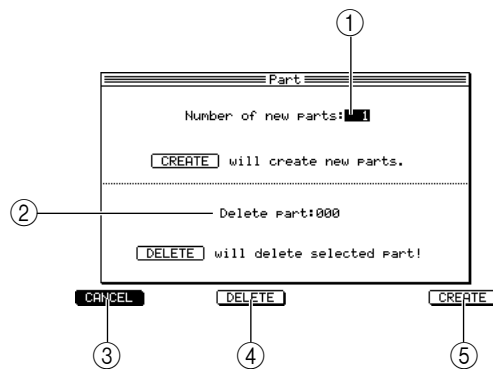 ①
Part
Number of new parts: 1
CREATE will create new parts.
②
Delete part:000
DELETE will delete selected part!
CANCEL DELETE CREATE
③ ④ ⑤